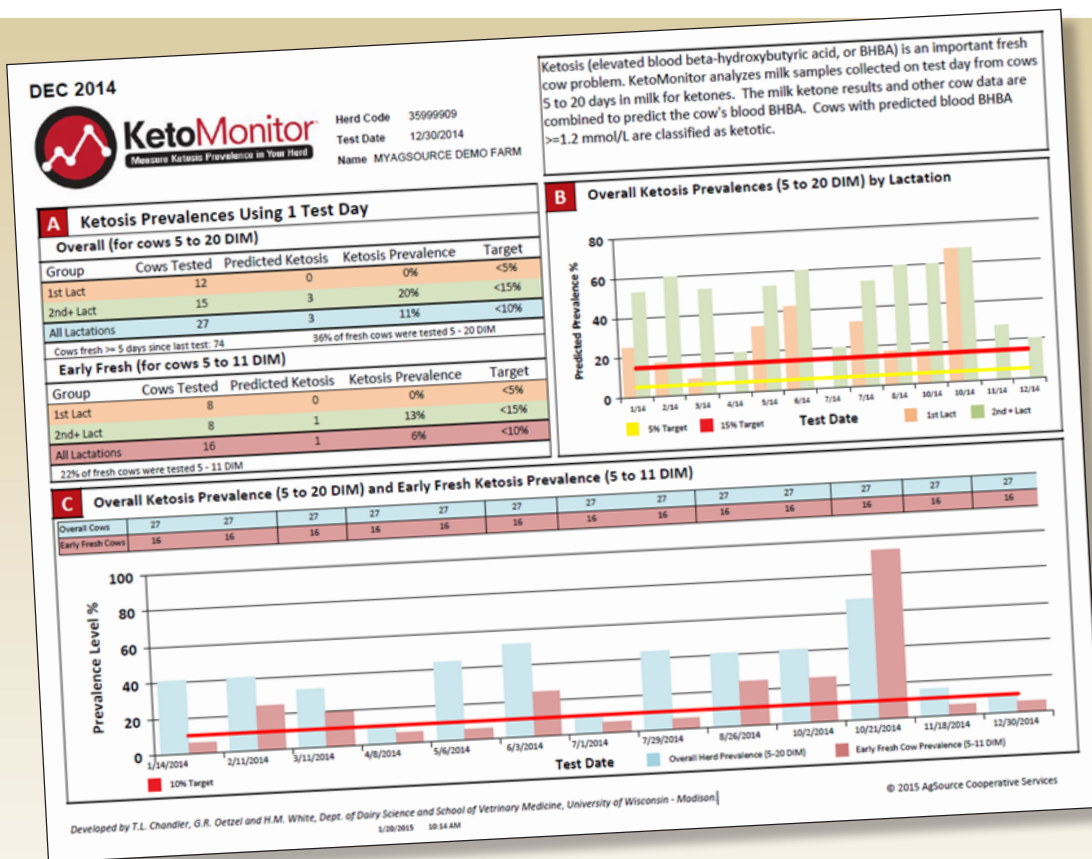 DEC 2014
KetoMonitor
Measure Ketosis Prevalence in Your Herd
Herd Code 35999909
Test Date 12/30/2014
Name MYAGSOURCE DEMO FARM
Ketosis (elevated blood beta-hydroxybutyric acid, or BHBA) is an important fresh
cow problem. KetoMonitor analyzes milk samples collected on test day from cows
5 to 20 days in milk for ketones. The milk ketone results and other cow data are
combined to predict the cow's blood BHBA. Cows with predicted blood BHBA
>=1.2 mmol/L are classified as ketotic.
A Ketosis Prevalences Using 1 Test Day
Overall (for cows 5 to 20 DIM)
Group Cows Tested Predicted Ketosis Ketosis Prevalence Target
1st Lact 12 0 0% <5%
2nd+ Lact 15 3 20% <15%
All Lactations 27 3 11% <10%
Cows fresh >= 5 days since last test: 74 36% of fresh cows were tested 5 - 20 DIM
Early Fresh (for cows 5 to 11 DIM)
Group Cows Tested Predicted Ketosis Ketosis Prevalence Target
1st Lact 8 0 0% <5%
2nd+ Lact 8 1 13% <15%
All Lactations 16 1 6% <10%
22% of fresh cows were tested 5 - 11 DIM
B Overall Ketosis Prevalences (5 to 20 DIM) by Lactation
Predicted Prevalence %
80
60
40
20
0
1/14 2/14 3/14 4/14 5/14 6/14 7/14 7/14 8/14 10/14 10/14 11/14 12/14
5% Target 15% Target Test Date 1st Lact 2nd + Lact
C Overall Ketosis Prevalence (5 to 20 DIM) and Early Fresh Ketosis Prevalence (5 to 11 DIM)
Overall Cows 27 27 27 27 27 27 27 27 27 27 27 27 27
Early Fresh Cows 16 16 16 16 16 16 16 16 16 16 16 16 16
Prevalence Level %
100
80
60
40
20
0
1/14/2014 2/11/2014 3/11/2014 4/8/2014 5/6/2014 6/3/2014 7/1/2014 7/29/2014 8/26/2014 10/2/2014 10/21/2014 11/18/2014 12/30/2014
10% Target Test Date Overall Herd Prevalence (5-20 DIM) Early Fresh Cow Prevalence (5-11 DIM)
Developed by T.L. Chandler, G.R. Oetzel and H.M. White, Dept. of Dairy Science and School of Vetrinary Medicine, University of Wisconsin - Madison.
© 2015 AgSource Cooperative Services
1/20/2015 10:14 AM